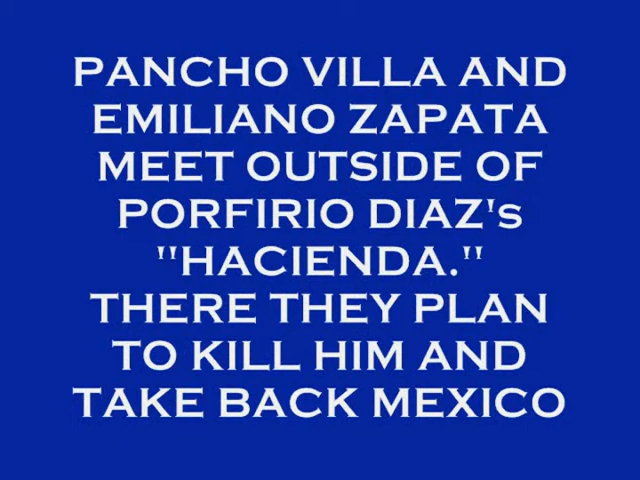 PANCHO VILLA AND
EMILIANO ZAPATA
MEET OUTSIDE OF
PORFIRIO DIAZ's
"HACIENDA."
THERE THEY PLAN
TO KILL HIM AND
TAKE BACK MEXICO